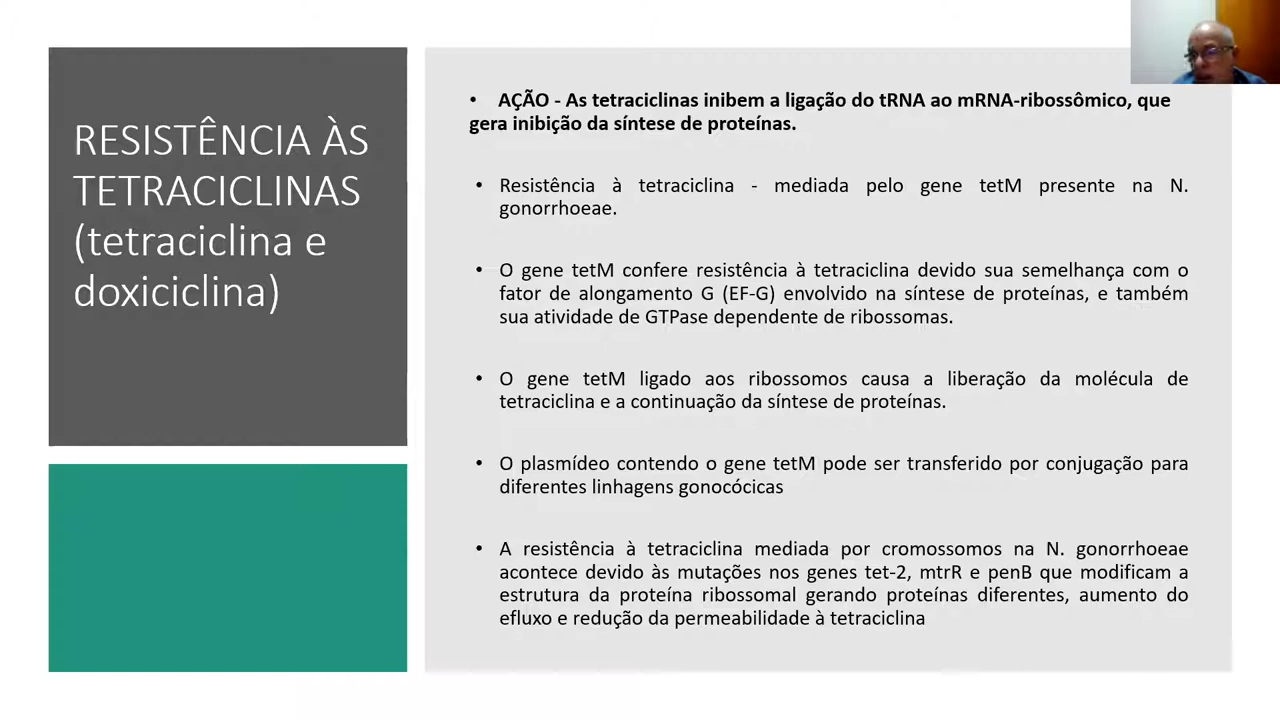 RESISTÊNCIA ÀS
TETRACICLINAS
(tetraciclina e
doxiciclina)
• AÇÃO - As tetraciclinas inibem a ligação do tRNA ao mRNA-ribossômico, que
gera inibição da síntese de proteínas.
• Resistência à tetraciclina - mediada pelo gene tetM presente na N.
gonorrhoeae.
• O gene tetM confere resistência à tetraciclina devido sua semelhança com o
fator de alongamento G (EF-G) envolvido na síntese de proteínas, e também
sua atividade de GTPase dependente de ribossomas.
• O gene tetM ligado aos ribossomos causa a liberação da molécula de
tetraciclina e a continuação da síntese de proteínas.
• O plasmídeo contendo o gene tetM pode ser transferido por conjugação para
diferentes linhagens gonocócicas
• A resistência à tetraciclina mediada por cromossomos na N. gonorrhoeae
acontece devido às mutações nos genes tet-2, mtrR e penB que modificam a
estrutura da proteína ribossomal gerando proteínas diferentes, aumento do
efluxo e redução da permeabilidade à tetraciclina